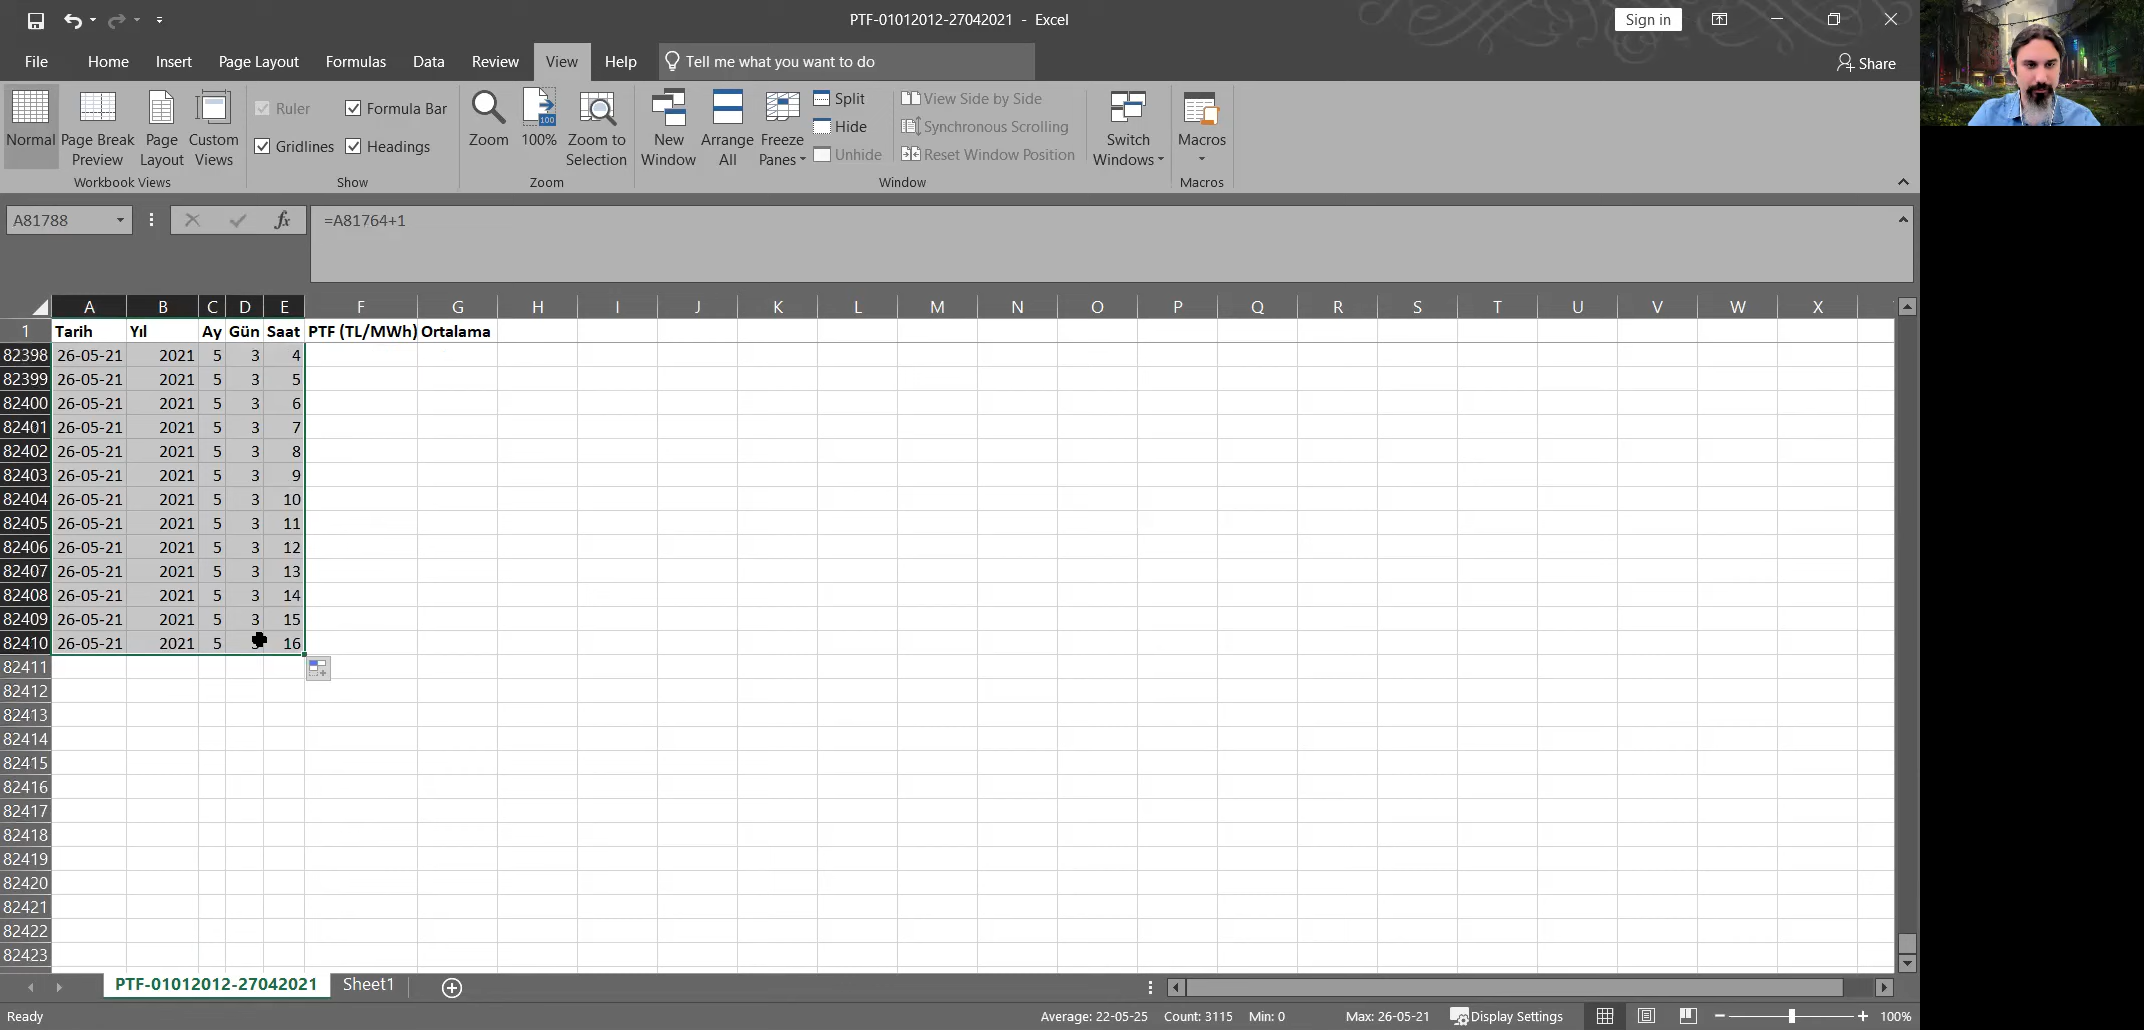 PTF-01012012-27042021 - Excel
Sign in
File Home Insert Page Layout Formulas Data Review View Help Tell me what you want to do Share
Normal Page Break Preview Page Layout Custom Views
Ruler Formula Bar
Gridlines Headings
Zoom 100% Zoom to Selection
New Window Arrange All Freeze Panes
Split
Hide
Unhide
View Side by Side
Synchronous Scrolling
Reset Window Position
Switch Windows Macros
Workbook Views Show Zoom Window Macros
A81788 fx =A81764+1
A B C D E F G H I J K L M N O P Q R S T U V W X
1 Tarih Yıl Ay Gün Saat PTF (TL/MWh) Ortalama
82398 26-05-21 2021 5 3 4
82399 26-05-21 2021 5 3 5
82400 26-05-21 2021 5 3 6
82401 26-05-21 2021 5 3 7
82402 26-05-21 2021 5 3 8
82403 26-05-21 2021 5 3 9
82404 26-05-21 2021 5 3 10
82405 26-05-21 2021 5 3 11
82406 26-05-21 2021 5 3 12
82407 26-05-21 2021 5 3 13
82408 26-05-21 2021 5 3 14
82409 26-05-21 2021 5 3 15
82410 26-05-21 2021 5 3 16
82411
82412
82413
82414
82415
82416
82417
82418
82419
82420
82421
82422
82423
PTF-01012012-27042021 Sheet1
Ready Average: 22-05-25 Count: 3115 Min: 0 Max: 26-05-21 Display Settings 100%